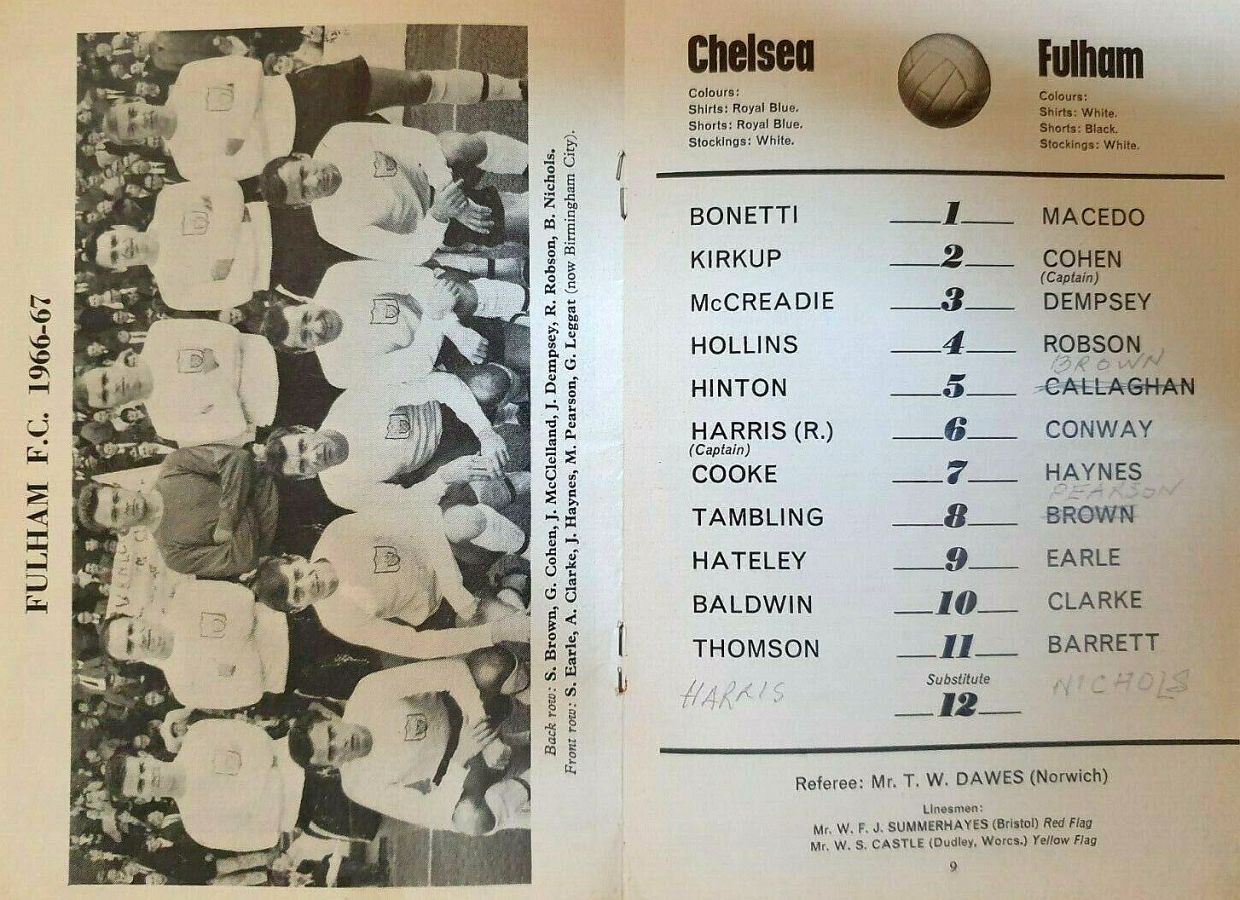 FULHAM F.C. 1966-67
Back row: S. Brown, G. Cohen, J. McClelland, J. Dempsey, R. Robson, B. Nichols.
Front row: S. Earle, A. Clarke, J. Haynes, M. Pearson, G. Leggat (now Birmingham City).
Chelsea Fulham
Colours: Colours:
Shirts: Royal Blue. Shirts: White.
Shorts: Royal Blue. Shorts: Black.
Stockings: White. Stockings: White.
BONETTI 1 MACEDO
KIRKUP 2 COHEN
(Captain)
McCREADIE 3 DEMPSEY
HOLLINS 4 ROBSON
BROWN
HINTON 5 CALLAGHAN
HARRIS (R.) 6 CONWAY
(Captain)
COOKE 7 HAYNES
PEARSON
TAMBLING 8 BROWN
HATELEY 9 EARLE
BALDWIN 10 CLARKE
THOMSON 11 BARRETT
Substitute
HARRIS 12 NICHOLS
Referee: Mr. T. W. DAWES (Norwich)
Linesmen:
Mr. W. F. J. SUMMERHAYES (Bristol) Red Flag
Mr. W. S. CASTLE (Dudley, Worcs.) Yellow Flag
9